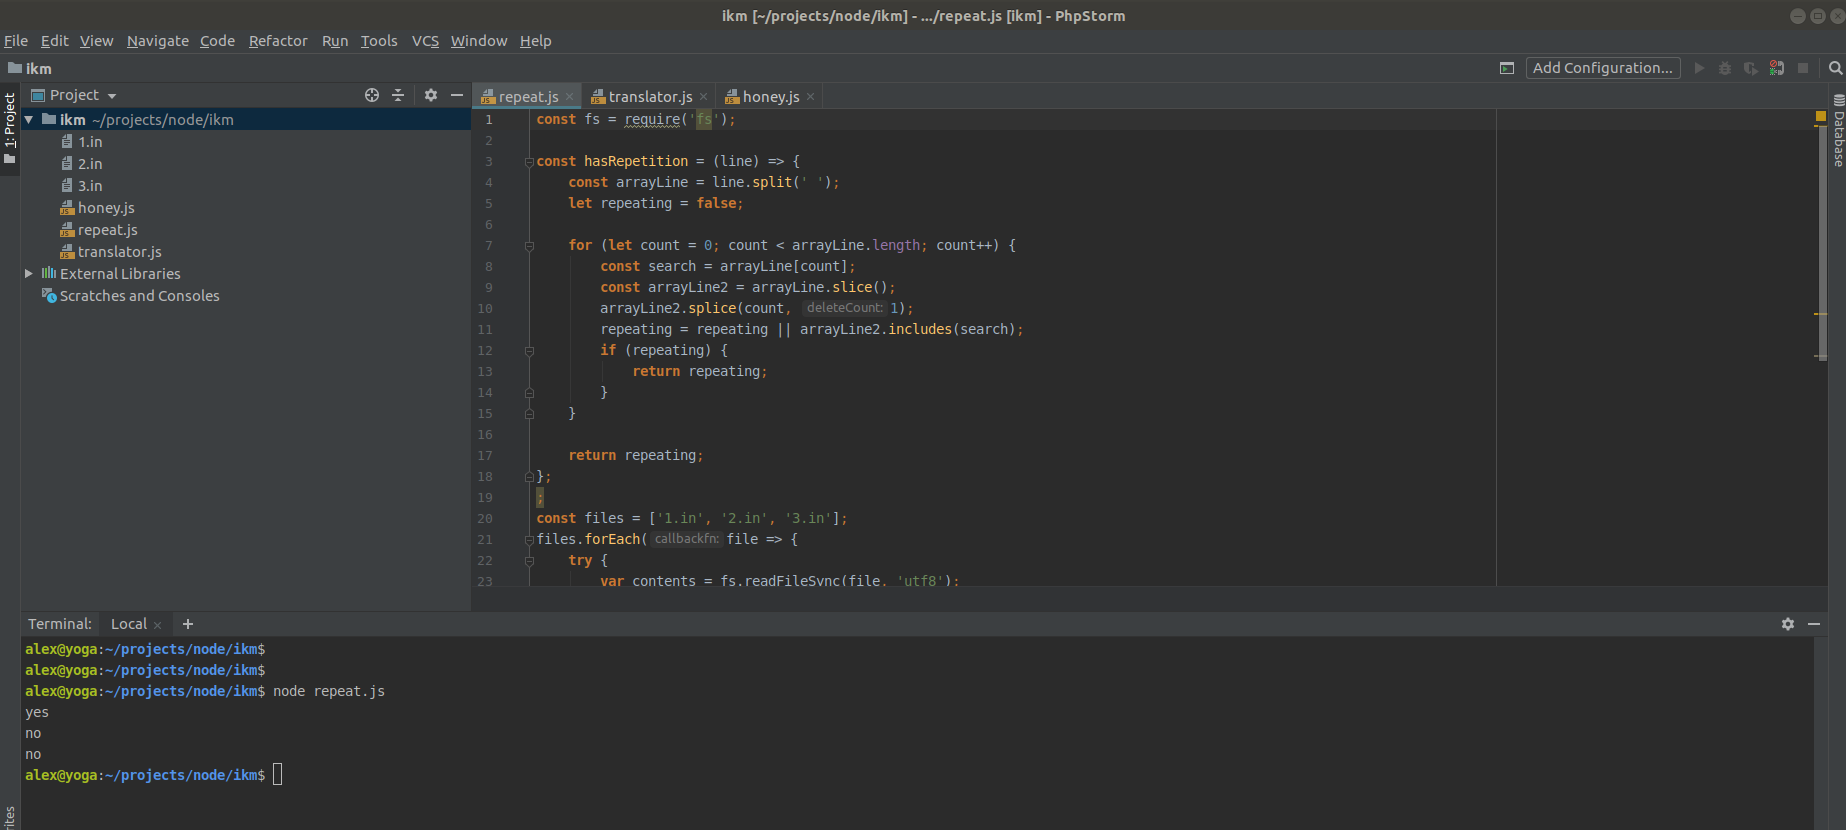 ikm [~/projects/node/ikm] - .../repeat.js [ikm] - PhpStorm
File Edit View Navigate Code Refactor Run Tools VCS Window Help
ikm
Add Configuration...
1: Project
Project
ikm ~/projects/node/ikm
1.in
2.in
3.in
honey.js
repeat.js
translator.js
External Libraries
Scratches and Consoles
repeat.js translator.js honey.js
1 const fs = require('fs');
2
3 const hasRepetition = (line) => {
4 const arrayLine = line.split(' ');
5 let repeating = false;
6
7 for (let count = 0; count < arrayLine.length; count++) {
8 const search = arrayLine[count];
9 const arrayLine2 = arrayLine.slice();
10 arrayLine2.splice(count, deleteCount: 1);
11 repeating = repeating || arrayLine2.includes(search);
12 if (repeating) {
13 return repeating;
14 }
15 }
16
17 return repeating;
18 };
19 ;
20 const files = ['1.in', '2.in', '3.in'];
21 files.forEach( callbackfn: file => {
22 try {
23 var contents = fs.readFileSync(file, 'utf8');
Database
Terminal: Local +
alex@yoga:~/projects/node/ikm$
alex@yoga:~/projects/node/ikm$
alex@yoga:~/projects/node/ikm$ node repeat.js
yes
no
no
alex@yoga:~/projects/node/ikm$